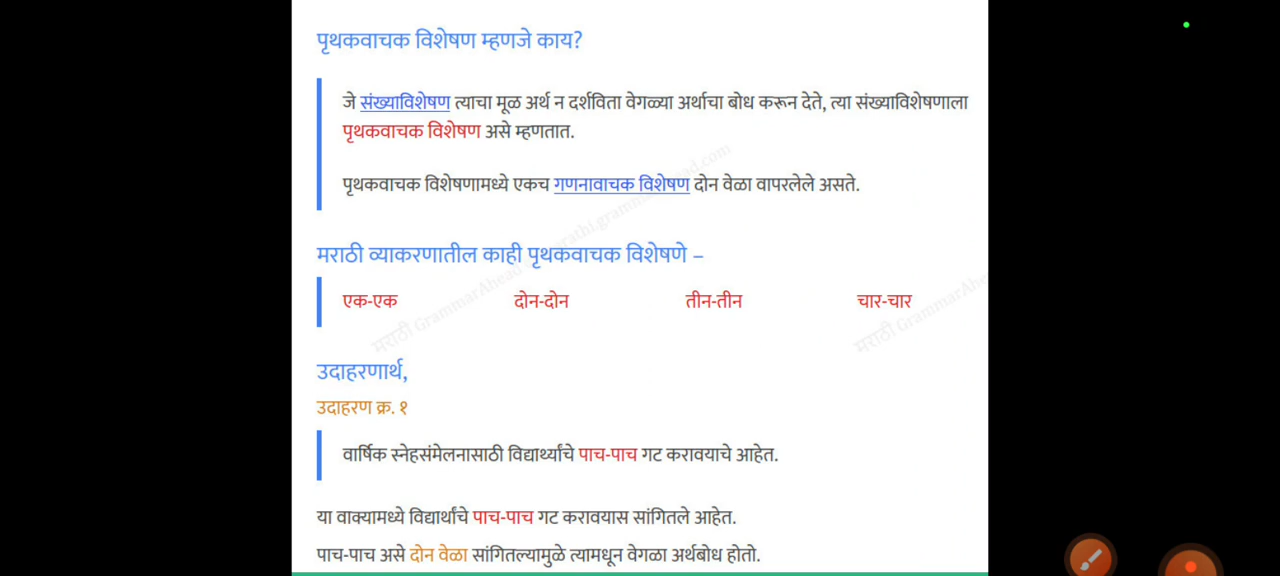 पृथकवाचक विशेषण म्हणजे काय?
जे संख्याविशेषण त्याचा मूळ अर्थ न दर्शविता वेगळ्या अर्थाचा बोध करून देते, त्या संख्याविशेषणाला
पृथकवाचक विशेषण असे म्हणतात.
पृथकवाचक विशेषणामध्ये एकच गणनावाचक विशेषण दोन वेळा वापरलेले असते.
मराठी व्याकरणातील काही पृथकवाचक विशेषणे –
एक-एक दोन-दोन तीन-तीन चार-चार
उदाहरणार्थ,
उदाहरण क्र. १
वार्षिक स्नेहसंमेलनासाठी विद्यार्थ्यांचे पाच-पाच गट करावयाचे आहेत.
या वाक्यामध्ये विद्यार्थांचे पाच-पाच गट करावयास सांगितले आहेत.
पाच-पाच असे दोन वेळा सांगितल्यामुळे त्यामधून वेगळा अर्थबोध होतो.